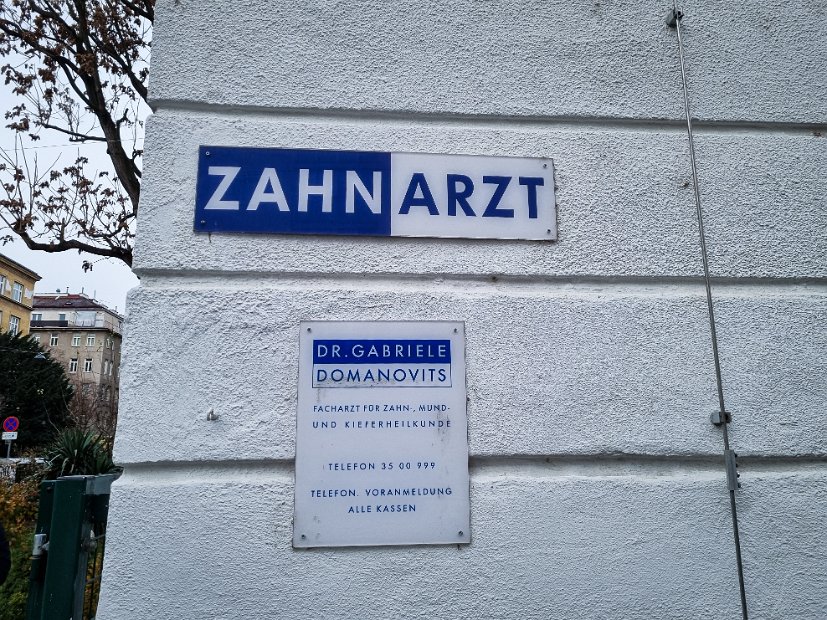 ZAHNARZT
DR. GABRIELE
DOMANOVITS
FACHARZT FÜR ZAHN-, MUND-
UND KIEFERHEILKUNDE
TELEFON 35 00 999
TELEFON. VORANMELDUNG
ALLE KASSEN